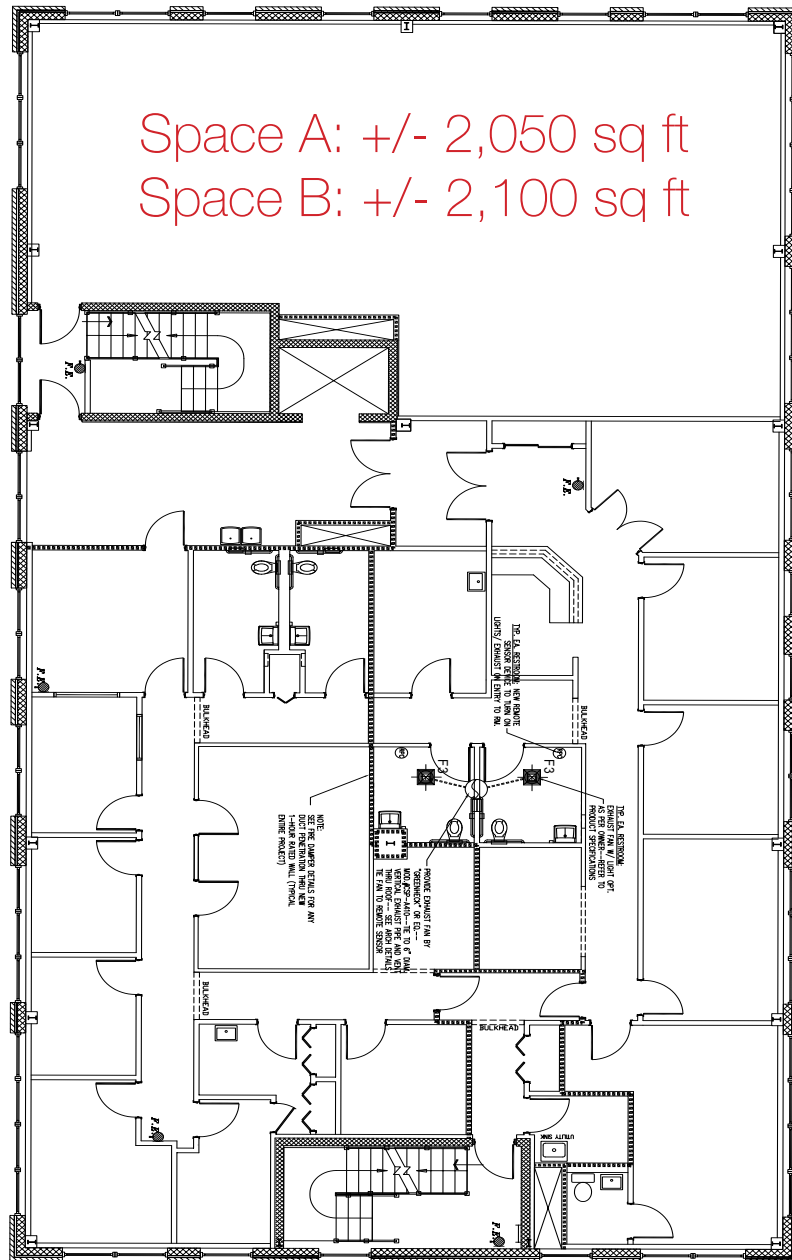 Space A: +/- 2,050 sq ft
Space B: +/- 2,100 sq ft
F.E.
F.E.
TYP. EA. RESTROOM: NEW REMOTE
SENSOR DEVICE TO TURN ON
LIGHTS/ EXHAUST ON ENTRY TO RM.
F.E.
BULKHEAD
BULKHEAD
F3
F3
TYP. EA. RESTROOM:
EXHAUST FAN W/ LIGHT OPT.
AS PER OWNER---REFER TO
PRODUCT SPECIFICATIONS
NOTE:
SEE FIRE DAMPER DETAILS FOR ANY
DUCT PENETRATION THRU NEW
1-HOUR RATED WALL (TYPICAL
ENTIRE PROJECT)
PROVIDE EXHAUST FAN BY
"GREENHECK" OR EQ.---
VERTICAL EXHAUST PIPE AND VENT
THRU ROOF--- SEE ARCH DETAILS
TIE FAN TO REMOTE SENSOR
BULKHEAD
BULKHEAD
F.E.
UTILITY SINK
F.E.